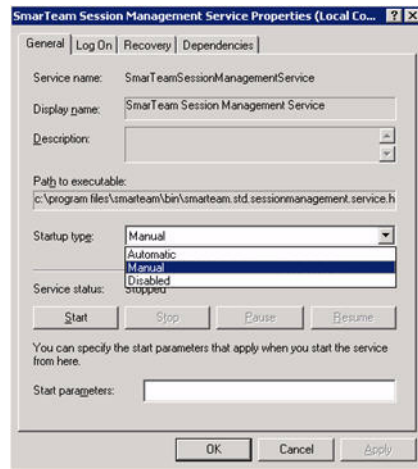 SmarTeam Session Management Service Properties (Local Co... ? X
General Log On Recovery Dependencies
Service name: SmarTeamSessionManagementService
Display name: SmarTeam Session Management Service
Description:
Path to executable:
c:\program files\smarteam\bin\smarteam.std.sessionmanagement.service.h
Startup type: Manual
Automatic
Manual
Disabled
Service status: Stopped
Start Stop Pause Resume
You can specify the start parameters that apply when you start the service
from here.
Start parameters:
OK Cancel Apply